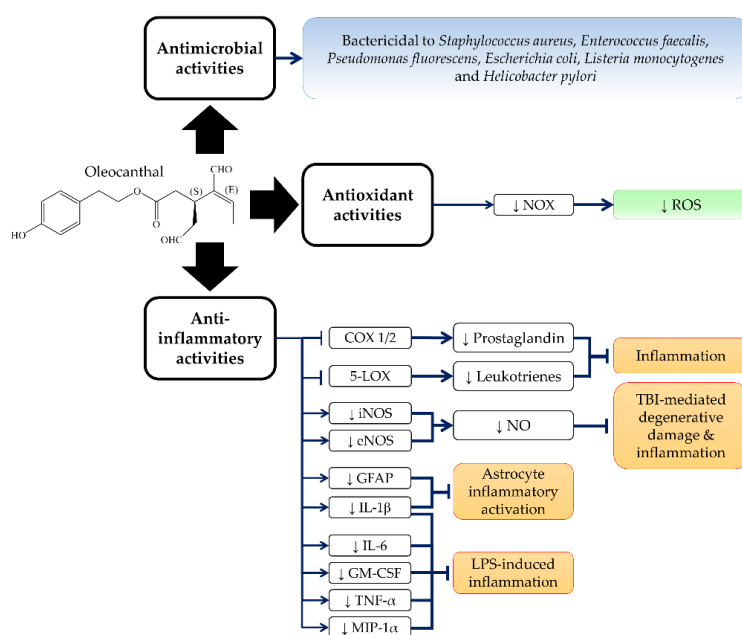 Antimicrobial
activities
Bactericidal to Staphylococcus aureus, Enterococcus faecalis,
Pseudomonas fluorescens, Escherichia coli, Listeria monocytogenes
and Helicobacter pylori
Oleocanthal
CHO
(S)
(E)
O
O
HO
OHC
Antioxidant
activities
↓ NOX
↓ ROS
Anti-
inflammatory
activities
COX 1/2
↓ Prostaglandin
Inflammation
5-LOX
↓ Leukotrienes
↓ iNOS
↓ eNOS
↓ NO
TBI-mediated
degenerative
damage &
inflammation
↓ GFAP
↓ IL-1β
Astrocyte
inflammatory
activation
↓ IL-6
↓ GM-CSF
↓ TNF-α
↓ MIP-1α
LPS-induced
inflammation